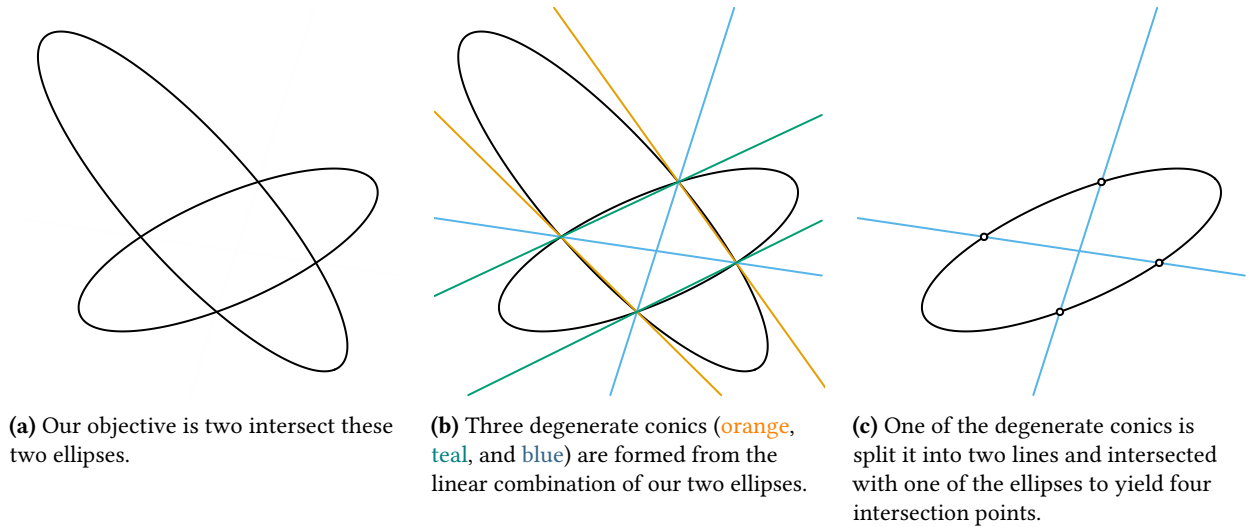 (a) Our objective is two intersect these
two ellipses.
(b) Three degenerate conics (orange,
teal, and blue) are formed from the
linear combination of our two ellipses.
(c) One of the degenerate conics is
split it into two lines and intersected
with one of the ellipses to yield four
intersection points.